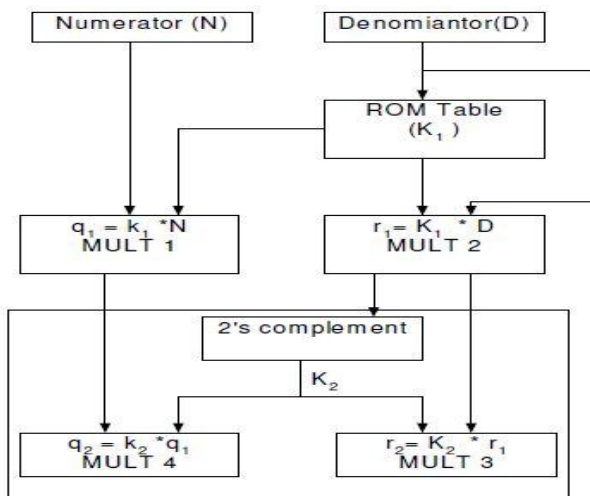 Numerator (N)
Denomiantor(D)
ROM Table
(K₁)
q₁ = k₁ *N
MULT 1
r₁= K₁ * D
MULT 2
2's complement
K₂
q₂ = k₂ *q₁
MULT 4
r₂= K₂ * r₁
MULT 3